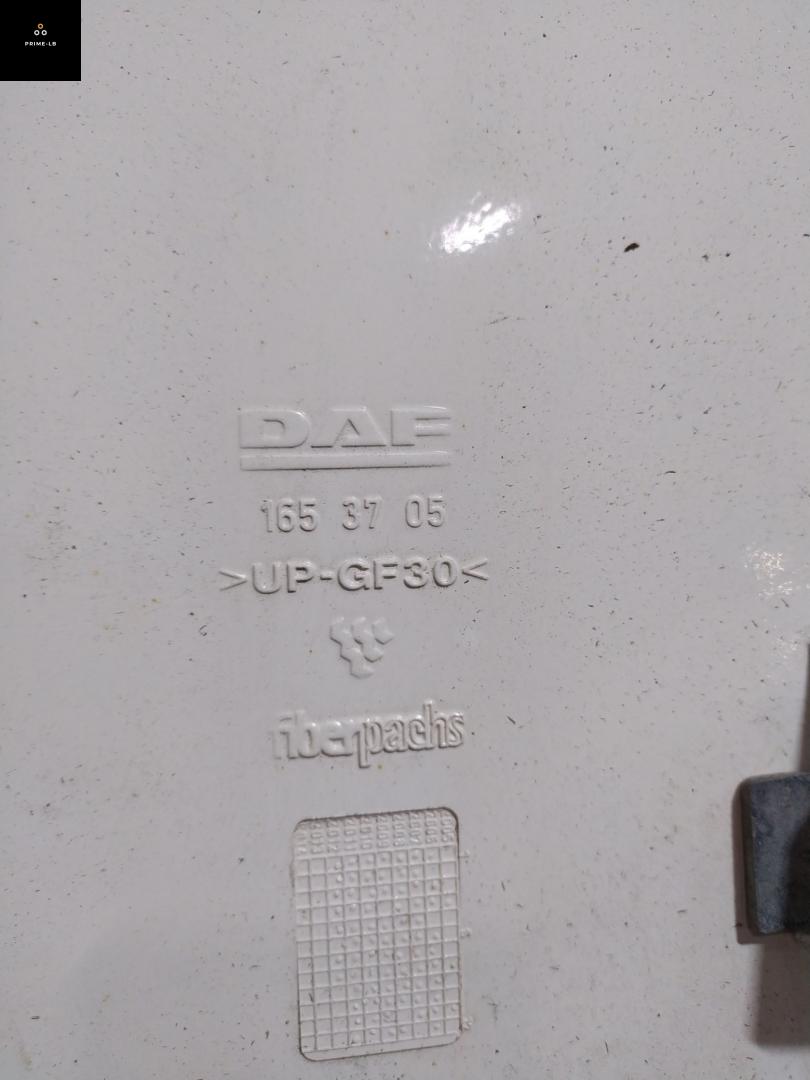 PRIME-LB
DAF
165 37 05
>UP-GF30<
fiberpachs